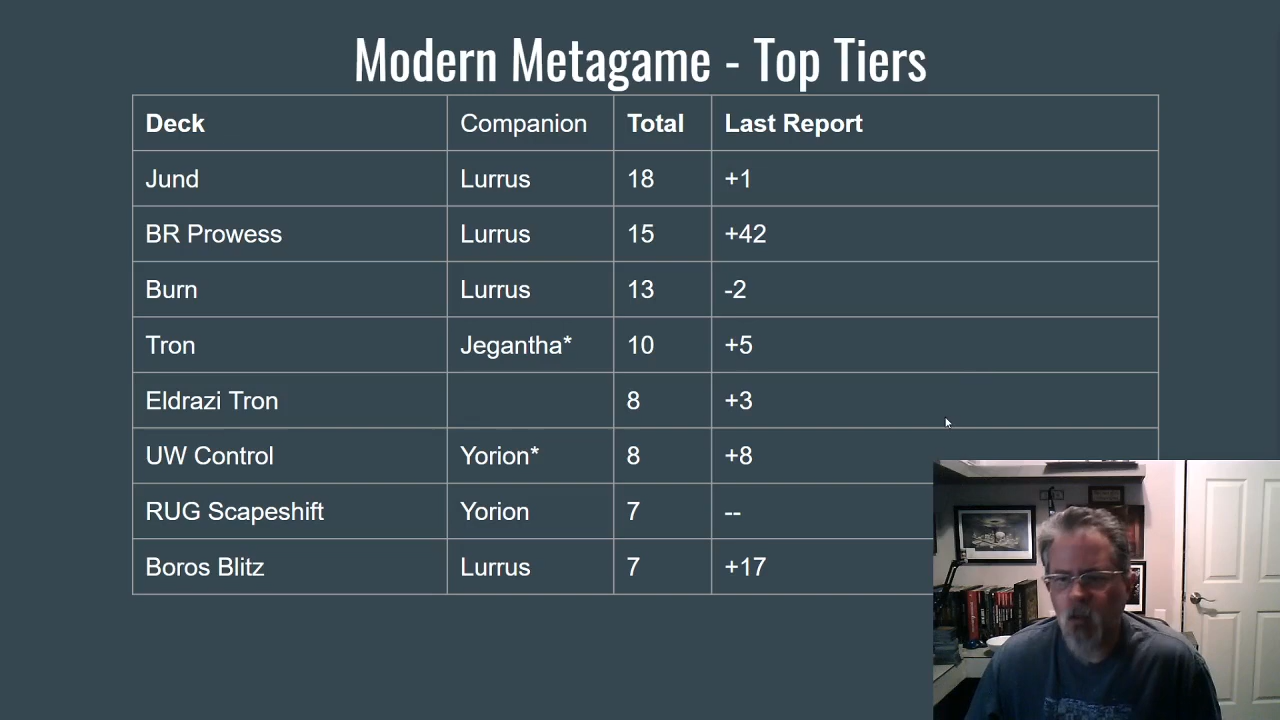 Modern Metagame - Top Tiers
Deck Companion Total Last Report
Jund Lurrus 18 +1
BR Prowess Lurrus 15 +42
Burn Lurrus 13 -2
Tron Jegantha* 10 +5
Eldrazi Tron 8 +3
UW Control Yorion* 8 +8
RUG Scapeshift Yorion 7 --
Boros Blitz Lurrus 7 +17